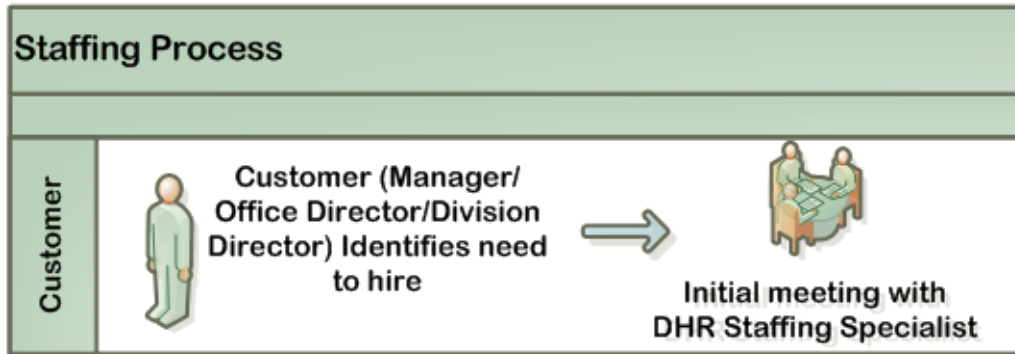 Staffing Process
Customer
Customer (Manager/
Office Director/Division
Director) Identifies need
to hire
Initial meeting with
DHR Staffing Specialist